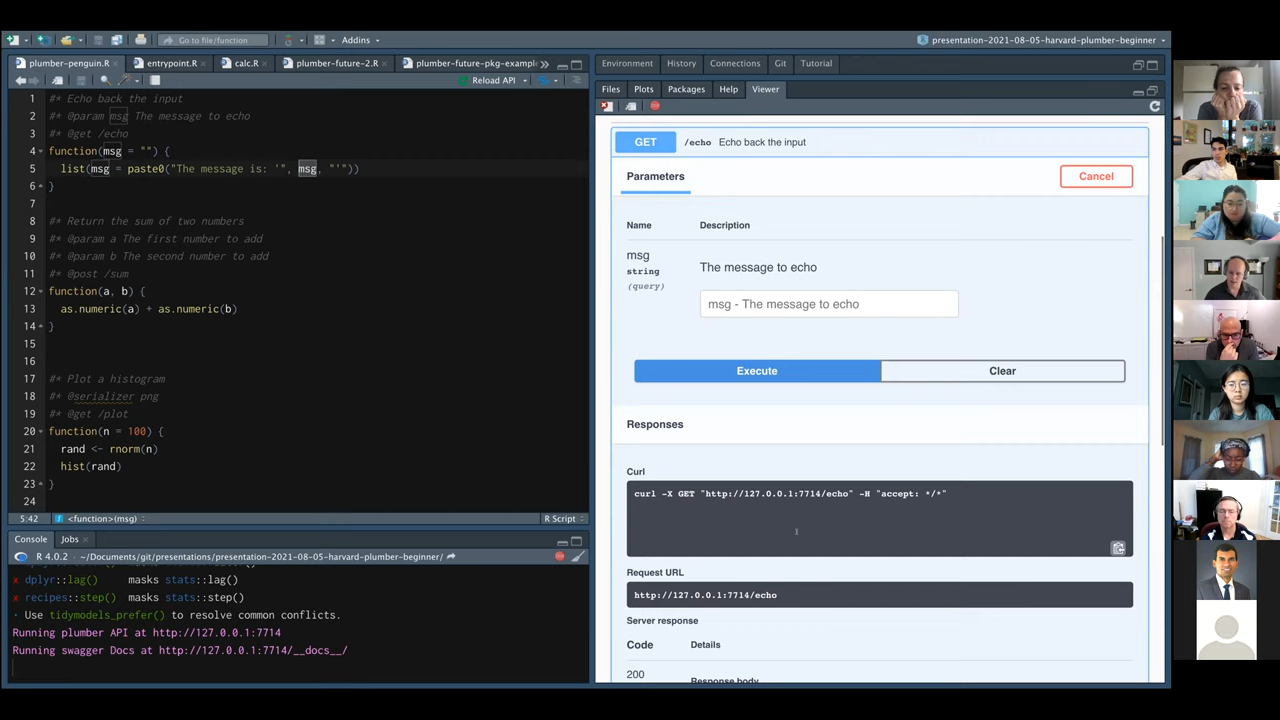 Go to file/function
Addins
presentation-2021-08-05-harvard-plumber-beginner
plumber-penguin.R
entrypoint.R
calc.R
plumber-future-2.R
plumber-future-pkg-example
Reload API
1 #* Echo back the input
2 #* @param msg The message to echo
3 #* @get /echo
4 function(msg = "") {
5 list(msg = paste0("The message is: '", msg, "'"))
6 }
7
8 #* Return the sum of two numbers
9 #* @param a The first number to add
10 #* @param b The second number to add
11 #* @post /sum
12 function(a, b) {
13 as.numeric(a) + as.numeric(b)
14 }
15
16
17 #* Plot a histogram
18 #* @serializer png
19 #* @get /plot
20 function(n = 100) {
21 rand <- rnorm(n)
22 hist(rand)
23 }
24
5:42 <function>(msg) R Script
Console Jobs
R 4.0.2 · ~/Documents/git/presentations/presentation-2021-08-05-harvard-plumber-beginner/
x dplyr::lag() masks stats::lag()
x recipes::step() masks stats::step()
· Use tidymodels_prefer() to resolve common conflicts.
Running plumber API at http://127.0.0.1:7714
Running swagger Docs at http://127.0.0.1:7714/__docs__/
Environment History Connections Git Tutorial
Files Plots Packages Help Viewer
GET /echo Echo back the input
Parameters
Cancel
Name Description
msg
string
(query)
The message to echo
msg - The message to echo
Execute
Clear
Responses
Curl
curl -X GET "http://127.0.0.1:7714/echo" -H "accept: */*"
Request URL
http://127.0.0.1:7714/echo
Server response
Code Details
200
Response body